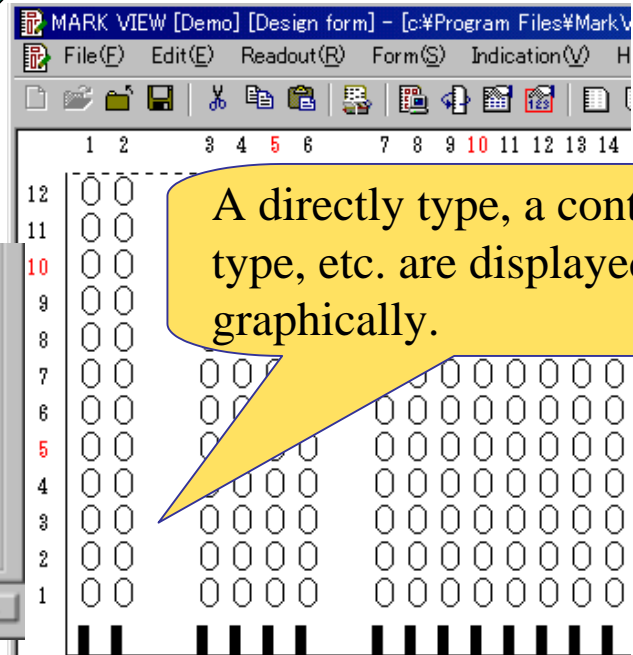 MARK VIEW [Demo] [Design form] - [c:¥Program Files¥MarkV
File(F) Edit(E) Readout(R) Form(S) Indication(V) H
1 2 3 4 5 6 7 8 9 10 11 12 13 14
12
11
10
9
8
7
6
5
4
3
2
1
A directly type, a cont
type, etc. are displayed
graphically.